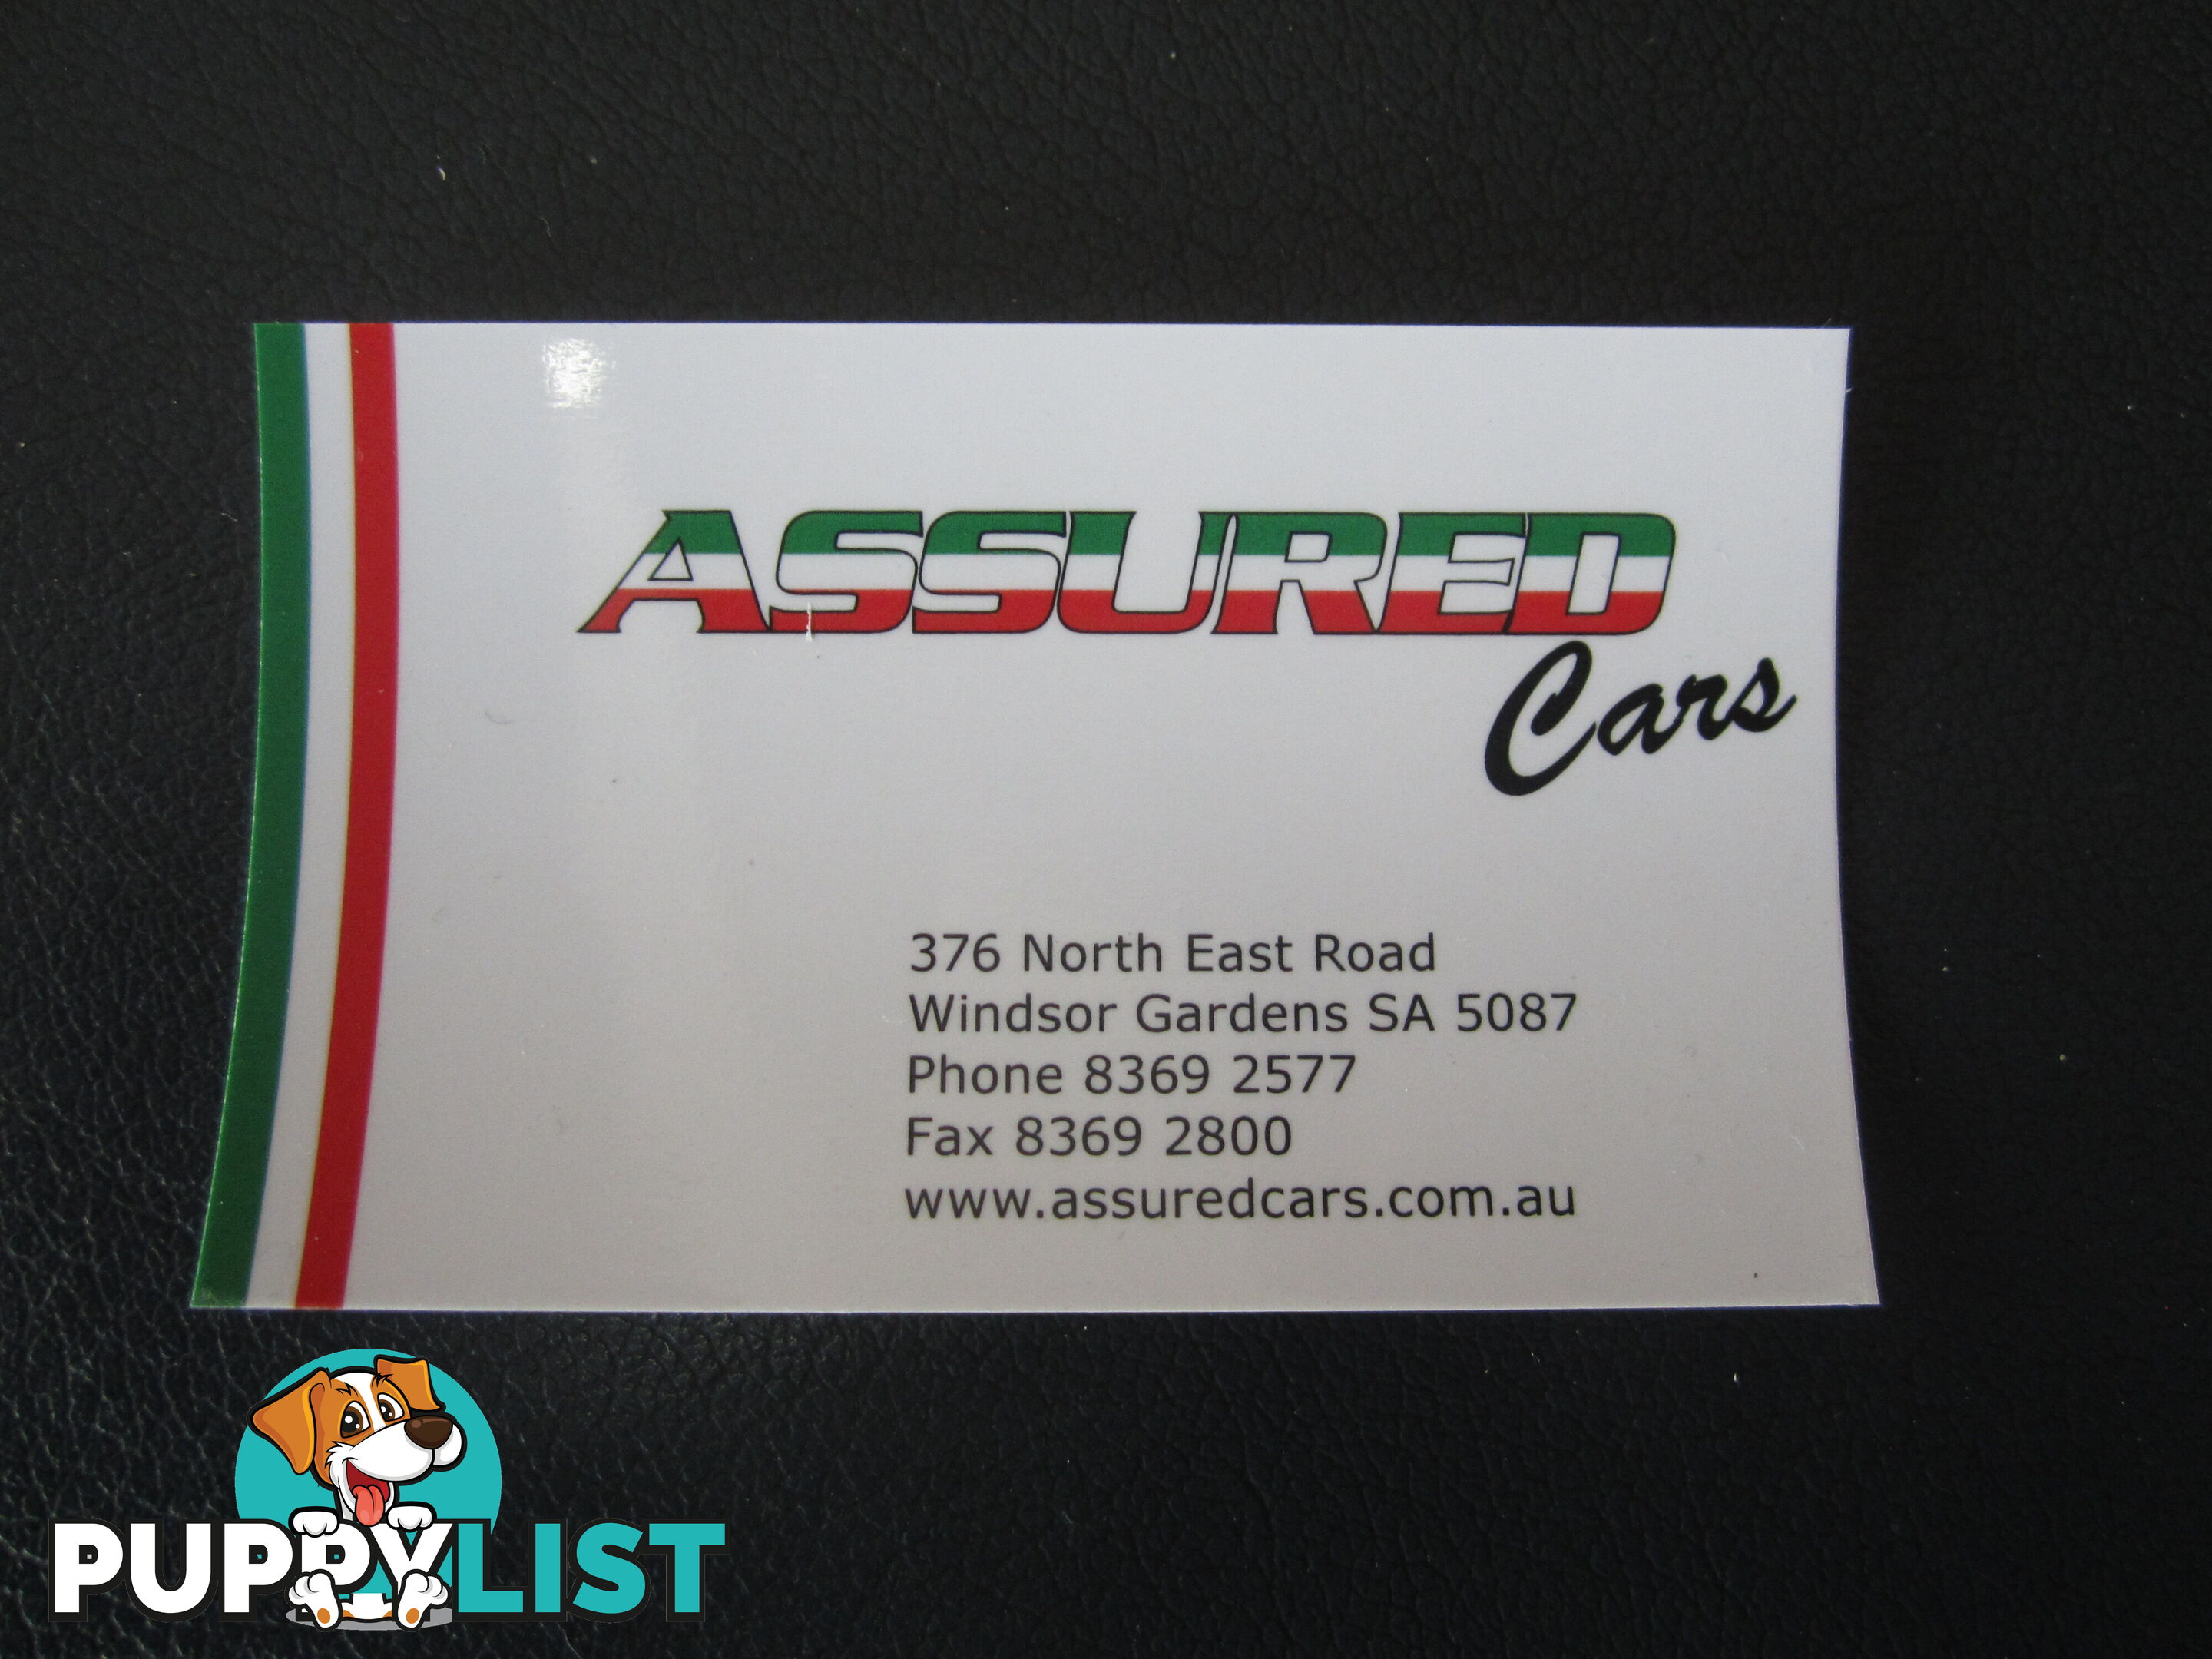 ASSURED
Cars
376 North East Road
Windsor Gardens SA 5087
Phone 8369 2577
Fax 8369 2800
www.assuredcars.com.au
PUPPYLIST